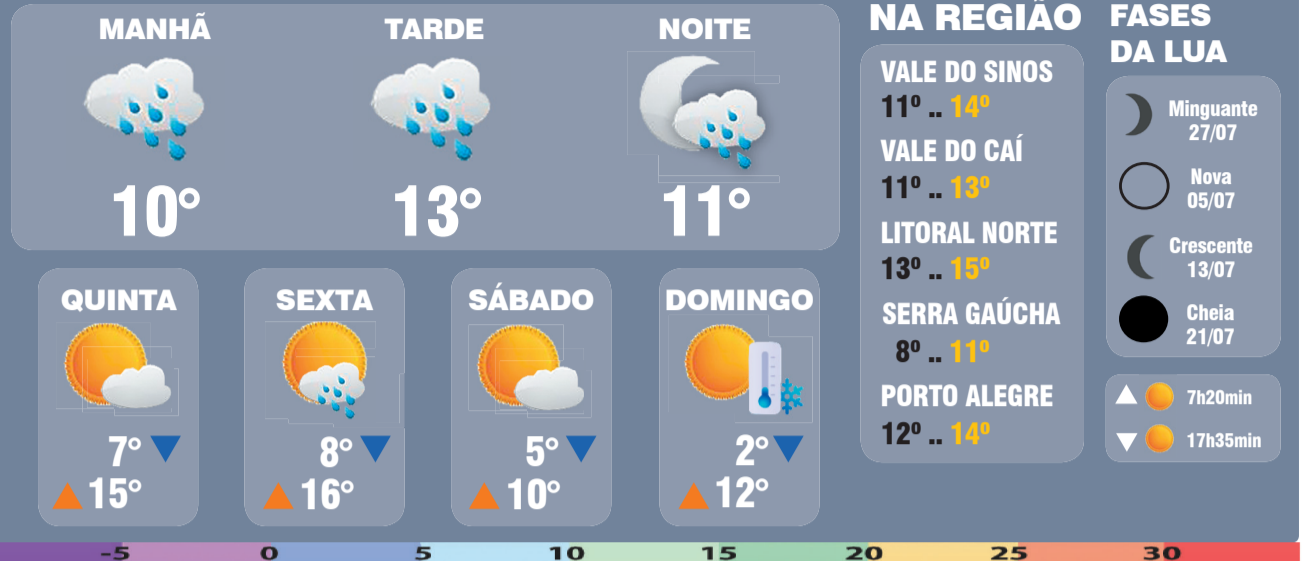 MANHÃ
10°
TARDE
13°
NOITE
11°
QUINTA
7°
15°
SEXTA
8°
16°
SÁBADO
5°
10°
DOMINGO
2°
12°
NA REGIÃO
VALE DO SINOS
11º .. 14º
VALE DO CAÍ
11º .. 13º
LITORAL NORTE
13º .. 15º
SERRA GAÚCHA
8º .. 11º
PORTO ALEGRE
12º .. 14º
FASES
DA LUA
Minguante
27/07
Nova
05/07
Crescente
13/07
Cheia
21/07
7h20min
17h35min
-5 0 5 10 15 20 25 30